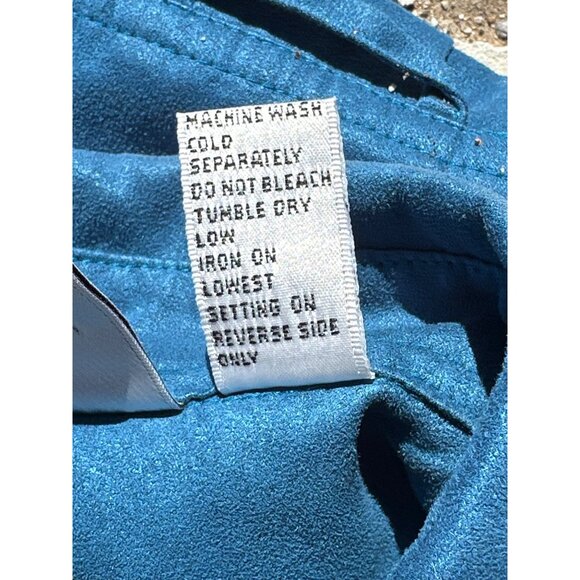 MACHINE WASH
COLD
SEPARATELY
DO NOT BLEACH
TUMBLE DRY
LOW
IRON ON
LOWEST
SETTING ON
REVERSE SIDE
ONLY